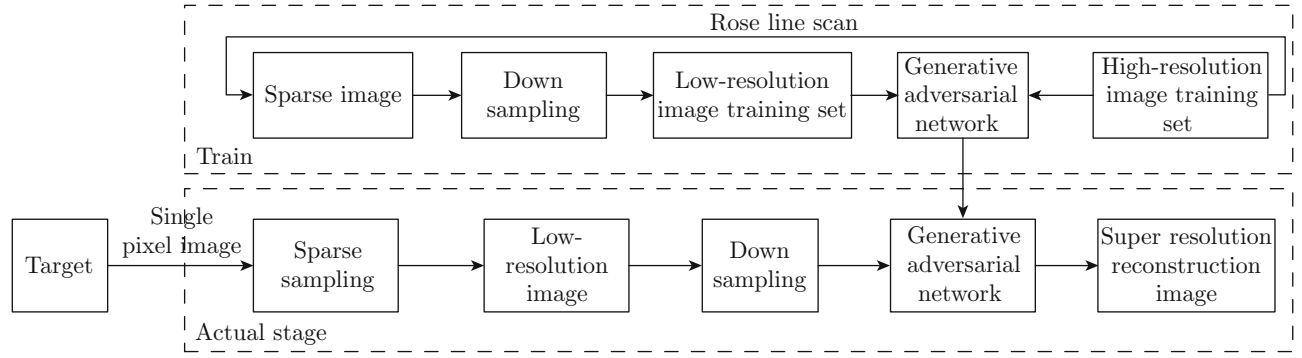 Rose line scan
Sparse image
Down
sampling
Low-resolution
image training set
Generative
adversarial
network
High-resolution
image training
set
Train
Target
Single
pixel image
Sparse
sampling
Low-
resolution
image
Down
sampling
Generative
adversarial
network
Super resolution
reconstruction
image
Actual stage